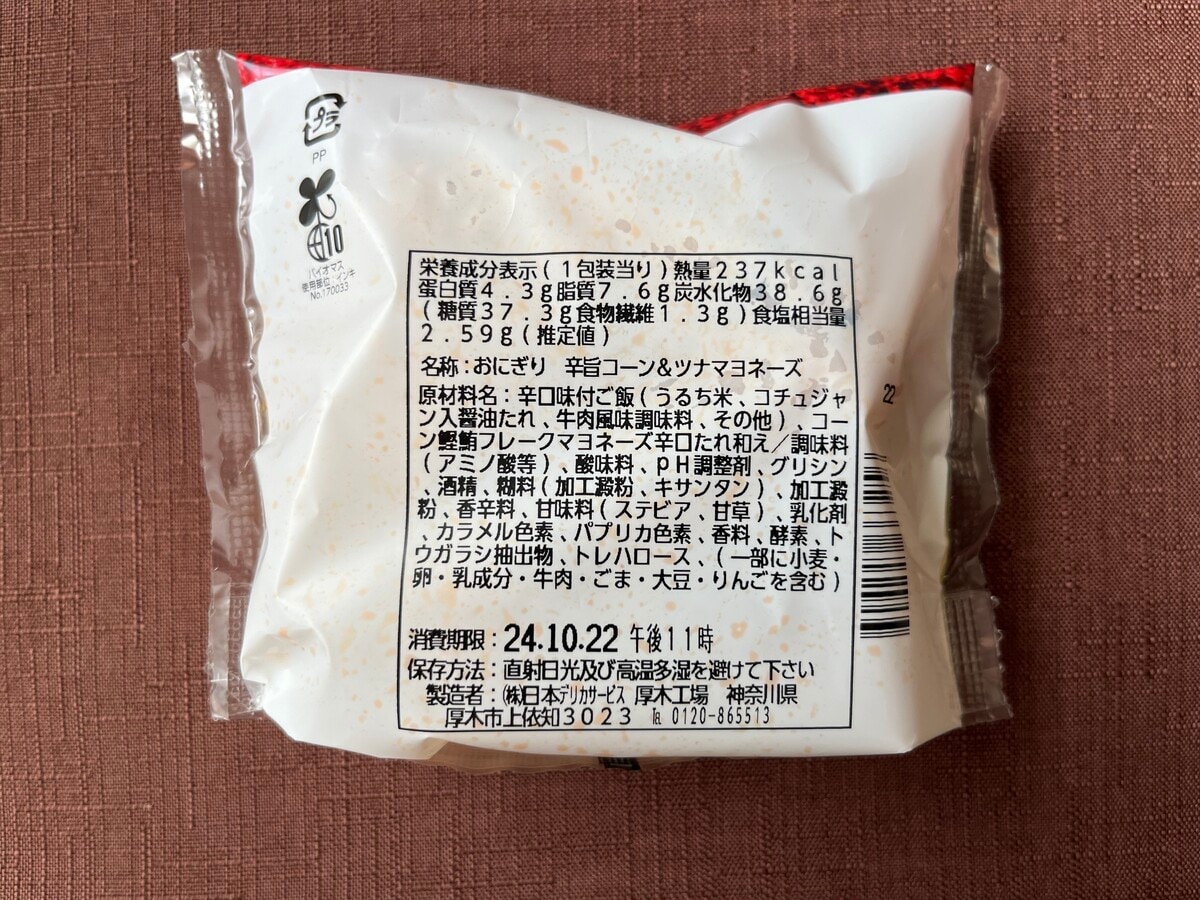 プラ
PP
10
バイオマス
使用部位 インキ
No.170033
栄養成分表示(1包装当り)熱量237kcal
蛋白質4.3g脂質7.6g炭水化物38.6g
(糖質37.3g食物繊維1.3g)食塩相当量
2.59g(推定値)
名称:おにぎり 辛旨コーン&ツナマヨネーズ
原材料名:辛口味付ご飯(うるち米、コチュジャ
ン入醤油たれ、牛肉風味調味料、その他)、コー
ン鰹鮪フレークマヨネーズ辛口たれ和え/調味料
(アミノ酸等)、酸味料、pH調整剤、グリシン
、酒精、糊料(加工澱粉、キサンタン)、加工澱
粉、香辛料、甘味料(ステビア、甘草)、乳化剤
、カラメル色素、パプリカ色素、香料、酵素、ト
ウガラシ抽出物、トレハロース、(一部に小麦・
卵・乳成分・牛肉・ごま・大豆・りんごを含む)
消費期限:24.10.22 午後11時
保存方法:直射日光及び高温多湿を避けて下さい
製造者:㈱日本デリカサービス 厚木工場 神奈川県
厚木市上依知3023 ℡ 0120-865513
22